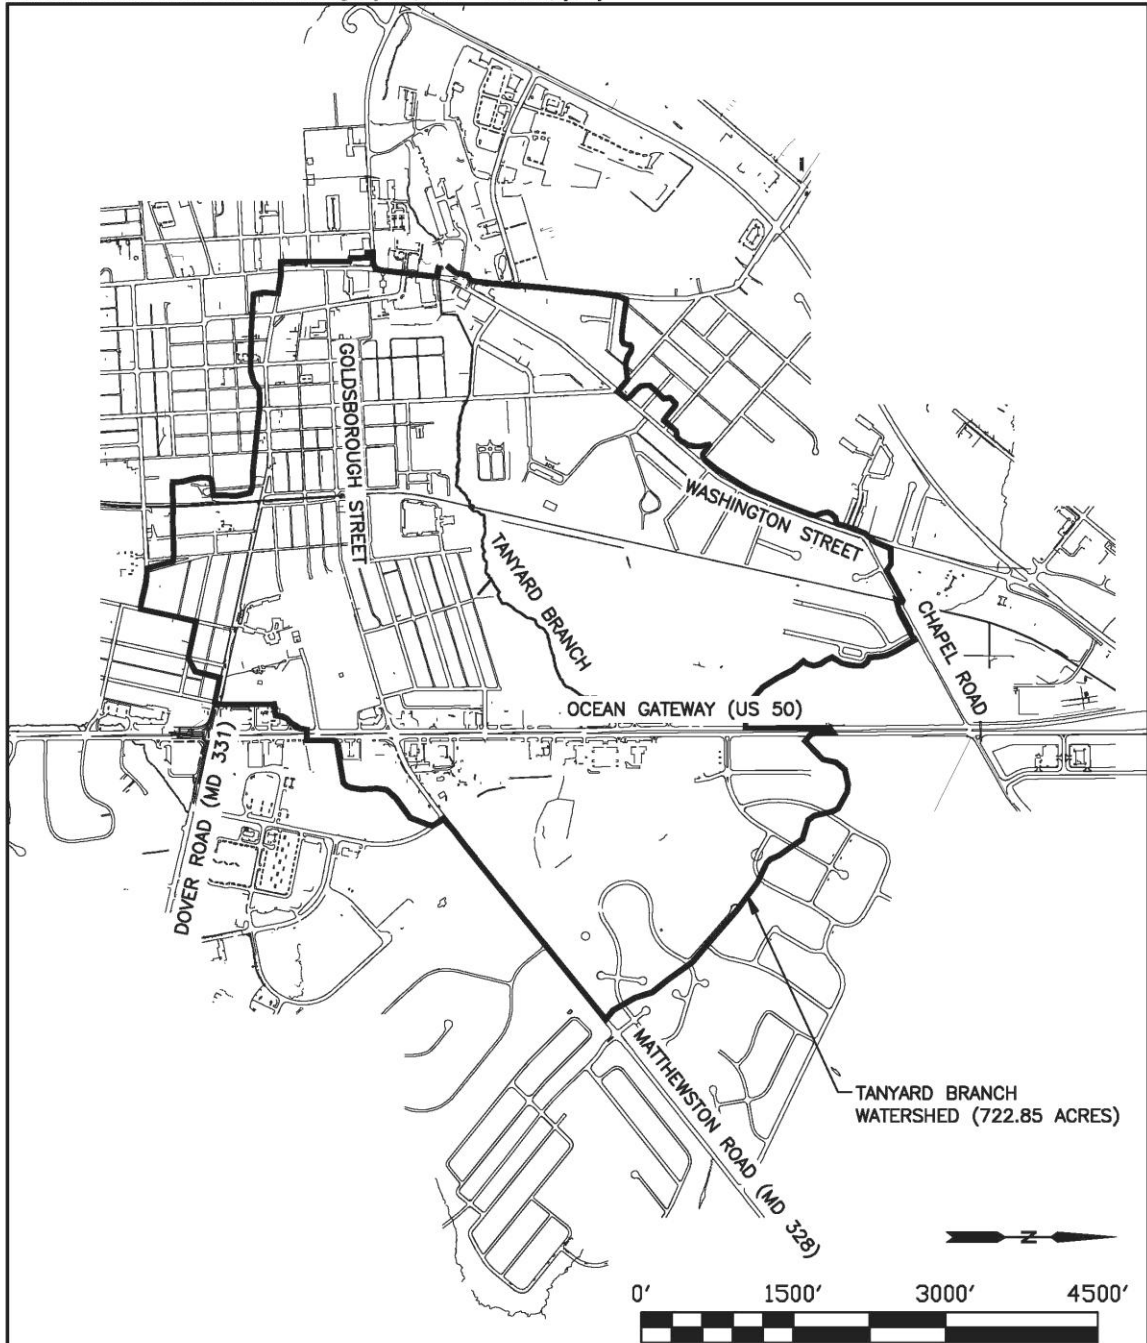 GOLDSBOROUGH STREET
WASHINGTON STREET
TANYARD BRANCH
CHAPEL ROAD
OCEAN GATEWAY (US 50)
DOVER ROAD (MD 331)
TANYARD BRANCH
WATERSHED (722.85 ACRES)
MATTHEWSTON ROAD (MD 328)
N
0' 1500' 3000' 4500'